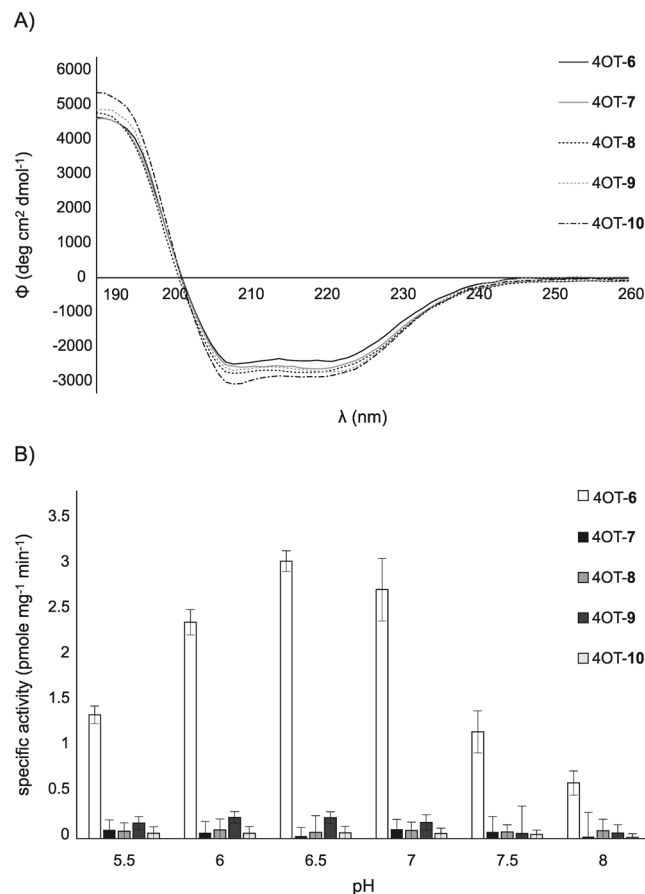 A)
6000
5000
4000
3000
2000
1000
0
-1000
-2000
-3000
Φ (deg cm2 dmol-1)
190 200 210 220 230 240 250 260
λ (nm)
4OT-6
4OT-7
4OT-8
4OT-9
4OT-10
B)
3.5
3
2.5
2
1.5
1
0.5
0
specific activity (pmole mg-1 min-1)
5.5 6 6.5 7 7.5 8
pH
4OT-6
4OT-7
4OT-8
4OT-9
4OT-10